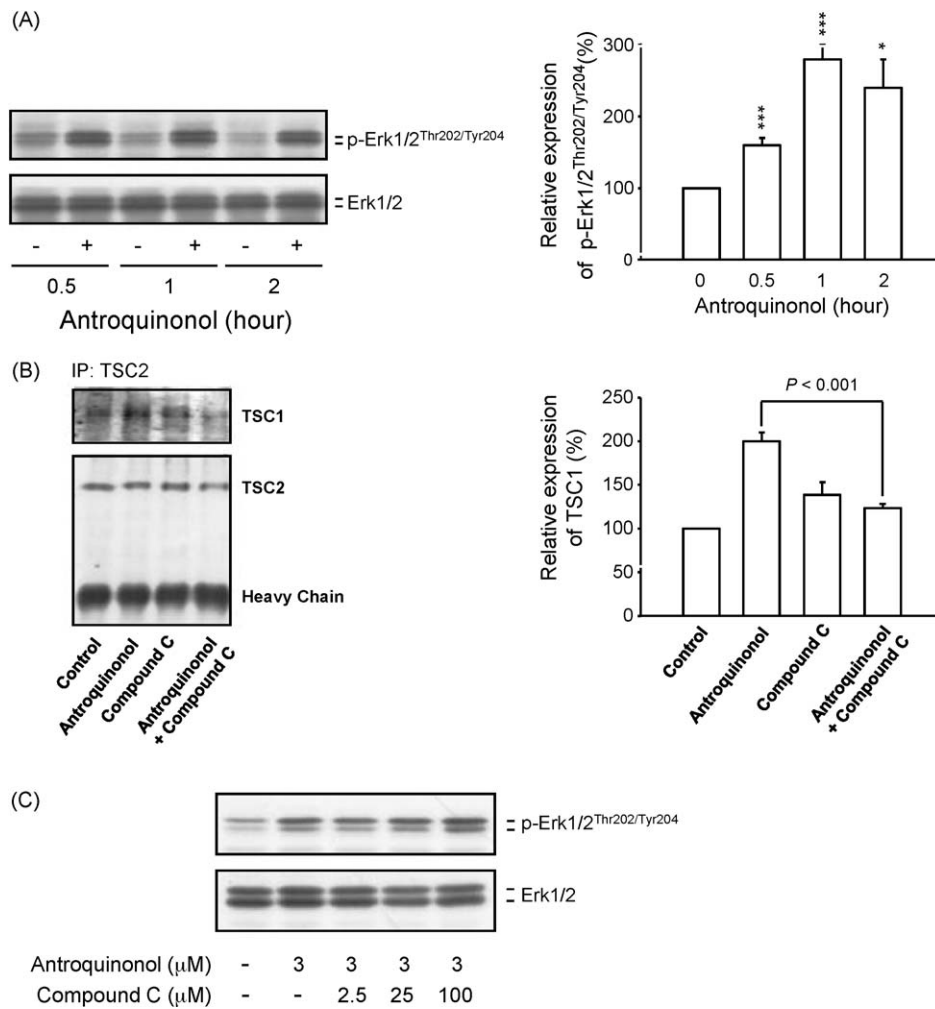 (A)
p-Erk1/2Thr202/Tyr204
Erk1/2
- + - + - +
0.5 1 2
Antroquinonol (hour)
Relative expression
of p-Erk1/2Thr202/Tyr204(%)
300
200
100
0
***
***
*
0 0.5 1 2
Antroquinonol (hour)
(B)
IP: TSC2
TSC1
TSC2
Heavy Chain
Control
Antroquinonol
Compound C
Antroquinonol
+ Compound C
Relative expression
of TSC1 (%)
250
200
150
100
50
0
P < 0.001
Control
Antroquinonol
Compound C
Antroquinonol
+ Compound C
(C)
p-Erk1/2Thr202/Tyr204
Erk1/2
Antroquinonol (μM) - 3 3 3 3
Compound C (μM) - - 2.5 25 100